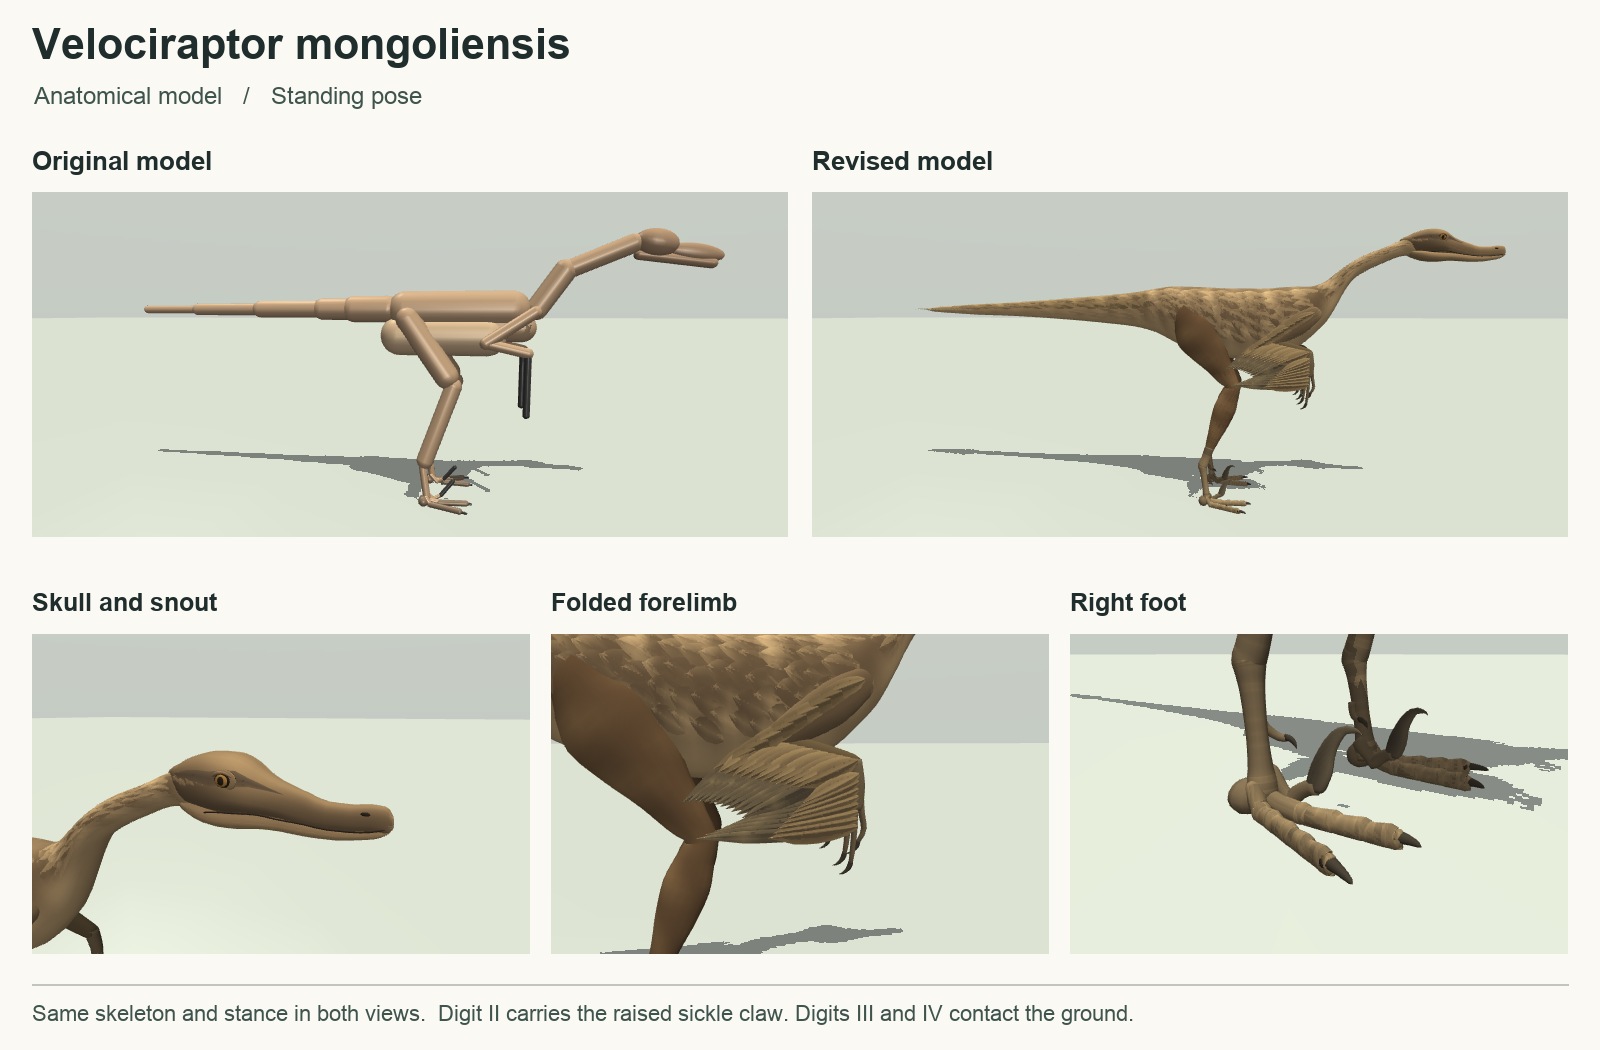 Velociraptor mongoliensis
Anatomical model / Standing pose
Original model
Revised model
Skull and snout
Folded forelimb
Right foot
Same skeleton and stance in both views. Digit II carries the raised sickle claw. Digits III and IV contact the ground.